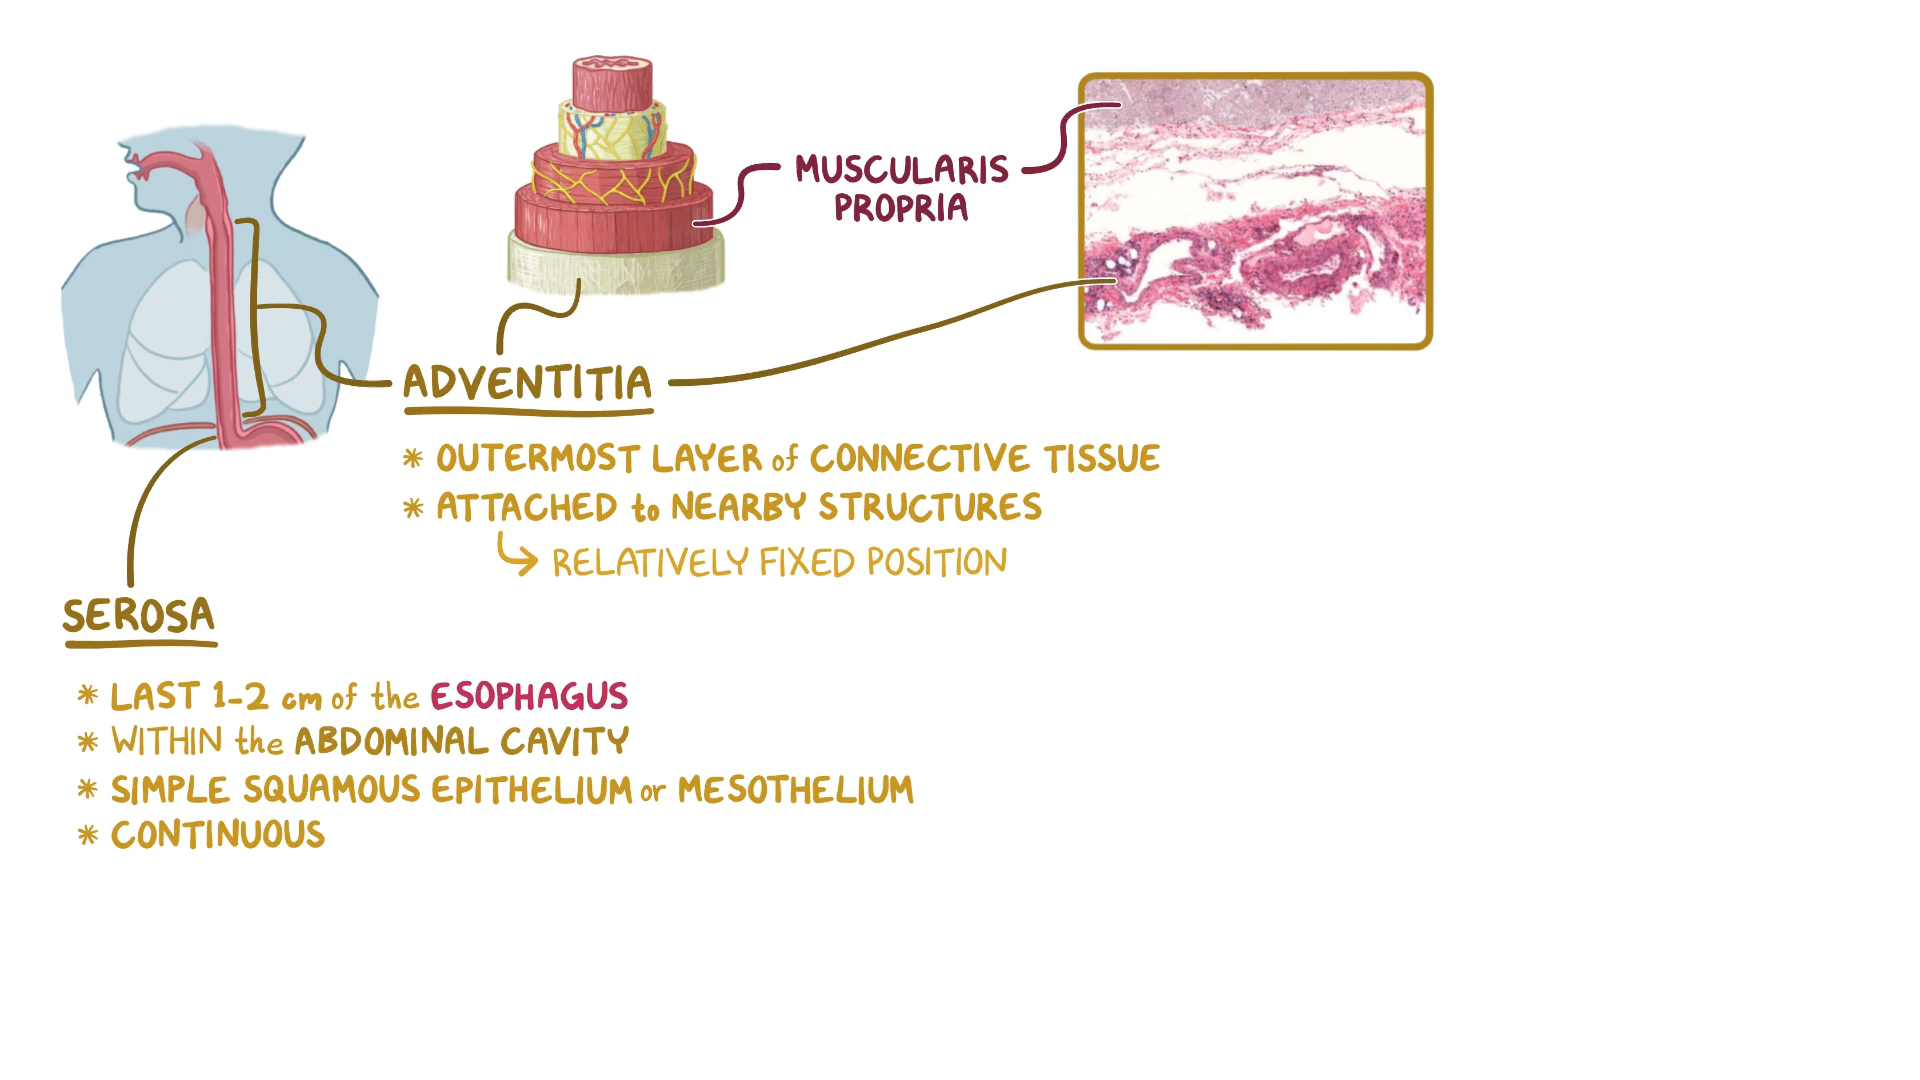 MUSCULARIS
PROPRIA
ADVENTITIA
* OUTERMOST LAYER of CONNECTIVE TISSUE
* ATTACHED to NEARBY STRUCTURES
↳ RELATIVELY FIXED POSITION
SEROSA
* LAST 1-2 cm of the ESOPHAGUS
* WITHIN the ABDOMINAL CAVITY
* SIMPLE SQUAMOUS EPITHELIUM or MESOTHELIUM
* CONTINUOUS